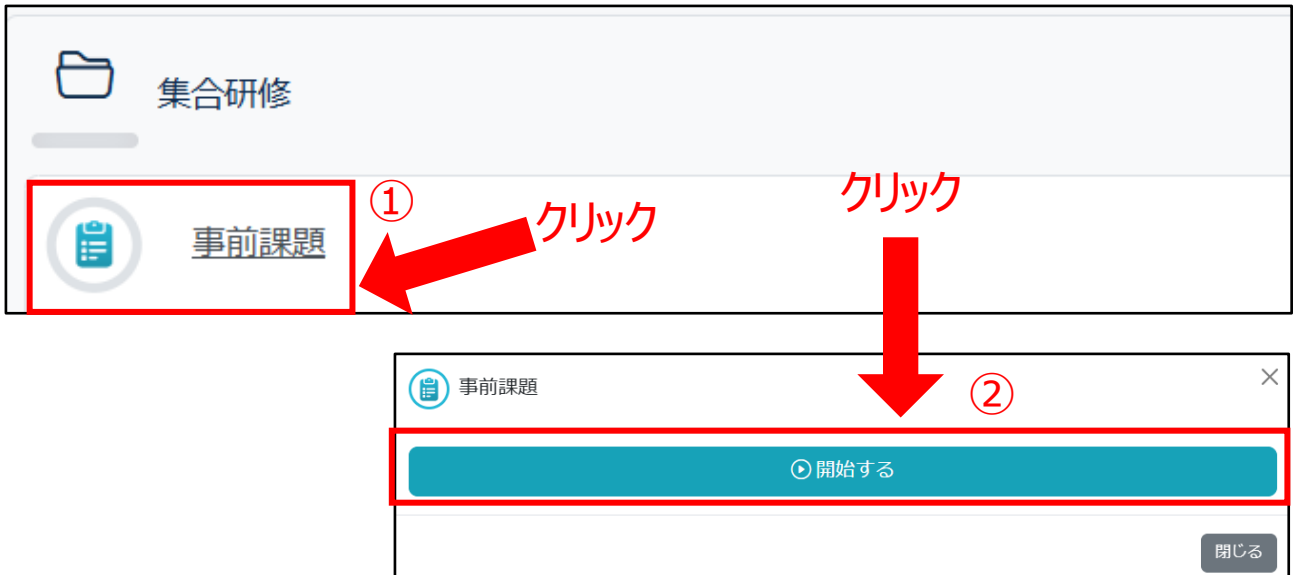 集合研修
①
クリック
事前課題
クリック
事前課題
②
開始する
閉じる